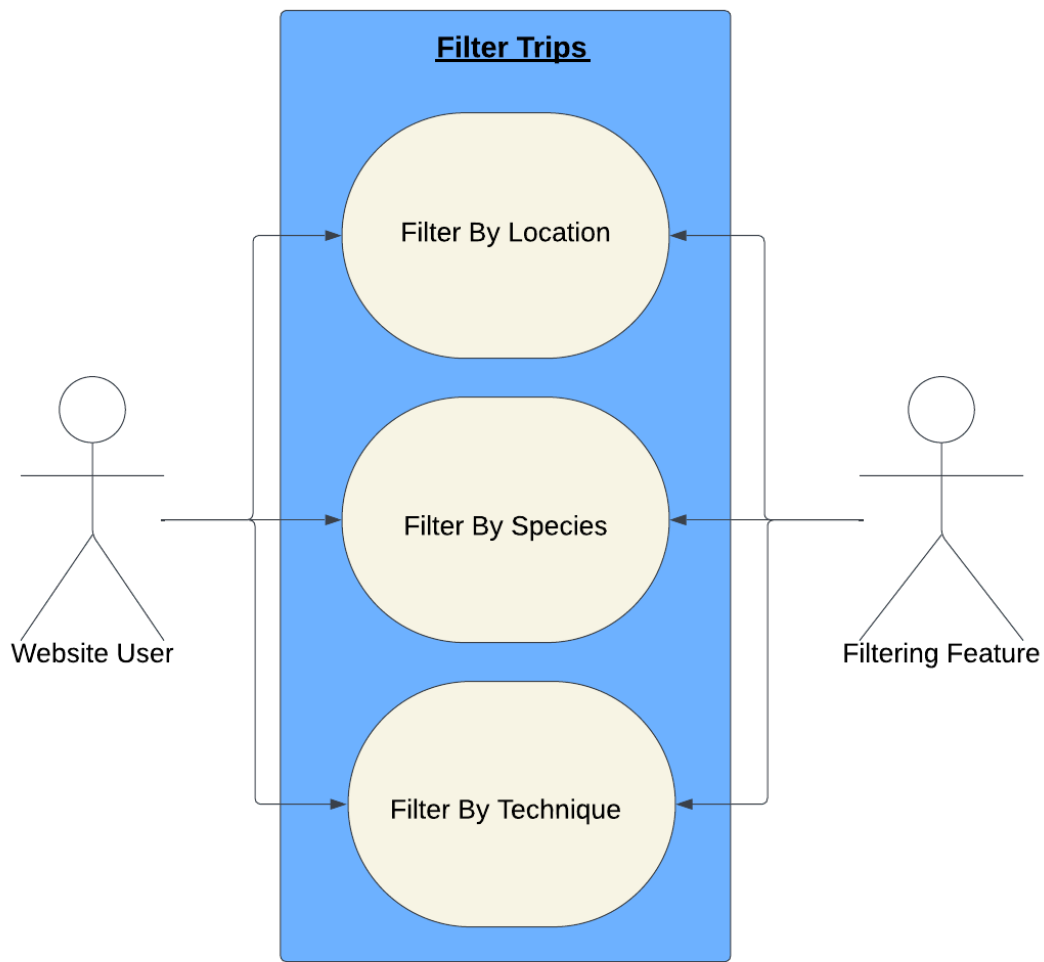 Filter Trips
Filter By Location
Filter By Species
Website User
Filtering Feature
Filter By Technique